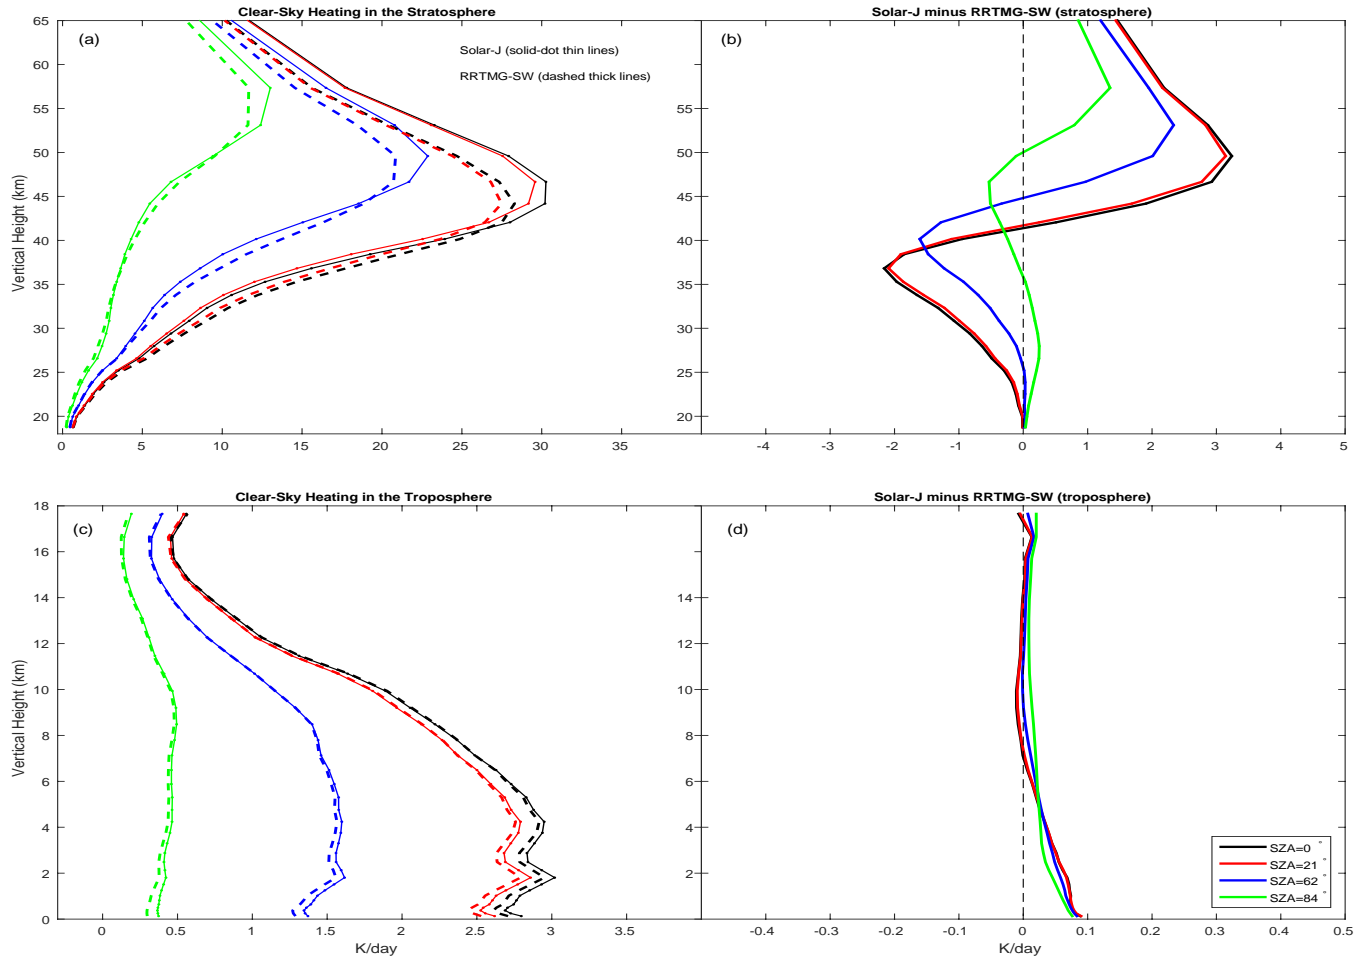 Clear-Sky Heating in the Stratosphere
(a)
Solar-J (solid-dot thin lines)
RRTMG-SW (dashed thick lines)
Vertical Height (km)
65
60
55
50
45
40
35
30
25
20
0 5 10 15 20 25 30 35
Solar-J minus RRTMG-SW (stratosphere)
(b)
65
60
55
50
45
40
35
30
25
20
-4 -3 -2 -1 0 1 2 3 4 5
Clear-Sky Heating in the Troposphere
(c)
Vertical Height (km)
18
16
14
12
10
8
6
4
2
0
0 0.5 1 1.5 2 2.5 3 3.5
K/day
Solar-J minus RRTMG-SW (troposphere)
(d)
18
14
12
10
8
6
4
2
0
-0.4 -0.3 -0.2 -0.1 0 0.1 0.2 0.3 0.4 0.5
K/day
SZA=0 °
SZA=21 °
SZA=62 °
SZA=84 °